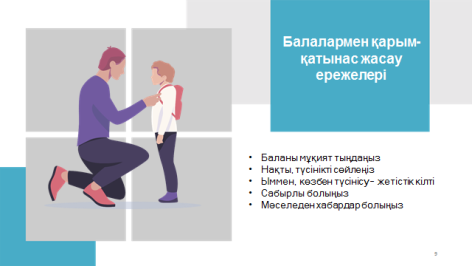 Балалармен қарым-
қатынас жасау
ережелері
• Баланы мұқият тыңдаңыз
• Нақты, түсінікті сөйлеңіз
• Ыммен, көзбен түсінісу – жетістік кілті
• Сабырлы болыңыз
• Мәселеден хабардар болыңыз